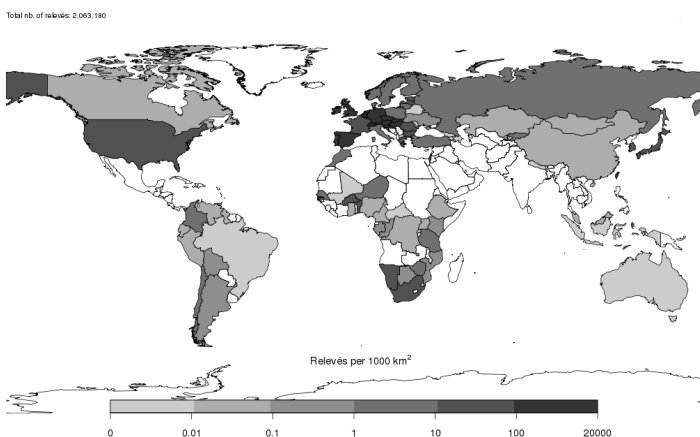 Total nb. of relevés: 2.063.180
Relevés per 1000 km²
0 0.01 0.1 1 10 100 20000